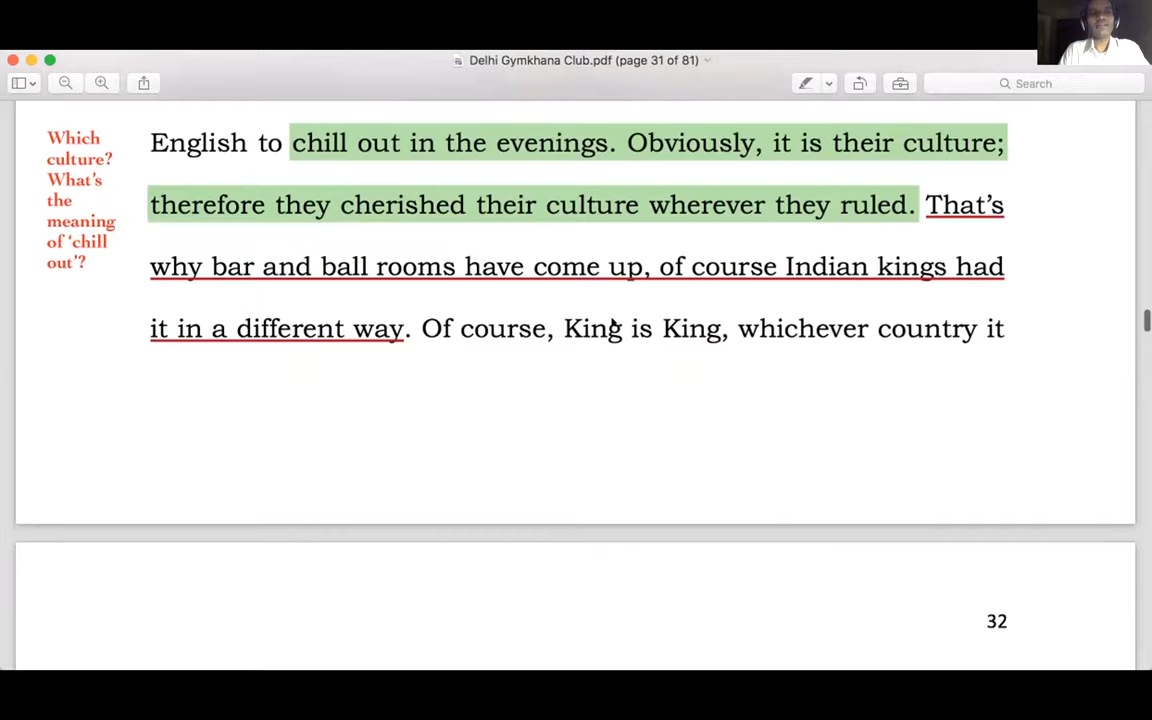 Delhi Gymkhana Club.pdf (page 31 of 81)
Search
Which
culture?
What's
the
meaning
of 'chill
out'?
English to chill out in the evenings. Obviously, it is their culture;
therefore they cherished their culture wherever they ruled. That's
why bar and ball rooms have come up, of course Indian kings had
it in a different way. Of course, King is King, whichever country it
32